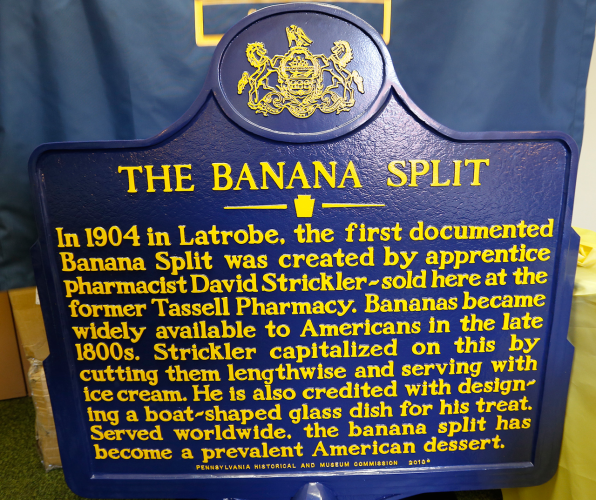 THE BANANA SPLIT
In 1904 in Latrobe, the first documented
Banana Split was created by apprentice
pharmacist David Strickler~sold here at the
former Tassell Pharmacy. Bananas became
widely available to Americans in the late
1800s. Strickler capitalized on this by
cutting them lengthwise and serving with
ice cream. He is also credited with design~
ing a boat~shaped glass dish for his treat.
Served worldwide, the banana split has
become a prevalent American dessert.
PENNSYLVANIA HISTORICAL AND MUSEUM COMMISSION 2013